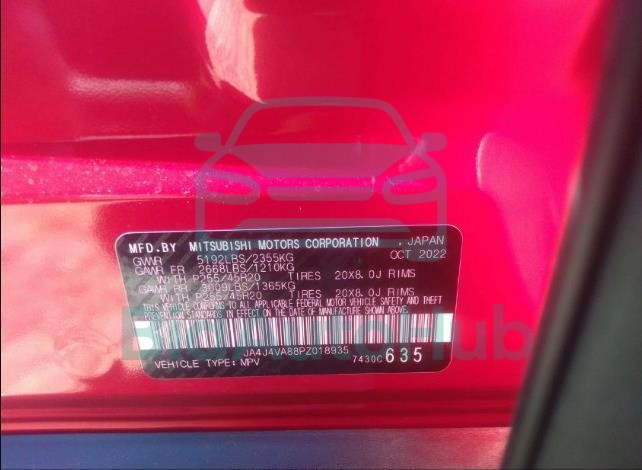 MFD.BY MITSUBISHI MOTORS CORPORATION , JAPAN
GVWR 5192LBS/2355KG OCT 2022
GAWR FR 2668LBS/1210KG
WITH P255/45R20 TIRES 20X8.0J RIMS
GAWR RR 3009LBS/1365KG
WITH P255/45R20 TIRES 20X8.0J RIMS
THIS VEHICLE CONFORMS TO ALL APPLICABLE FEDERAL MOTOR VEHICLE SAFETY AND THEFT
PREVENTION STANDARDS IN EFFECT ON THE DATE OF MANUFACTURE SHOWN ABOVE.
JA4J4VA88PZ018935
VEHICLE TYPE: MPV 7430C 635